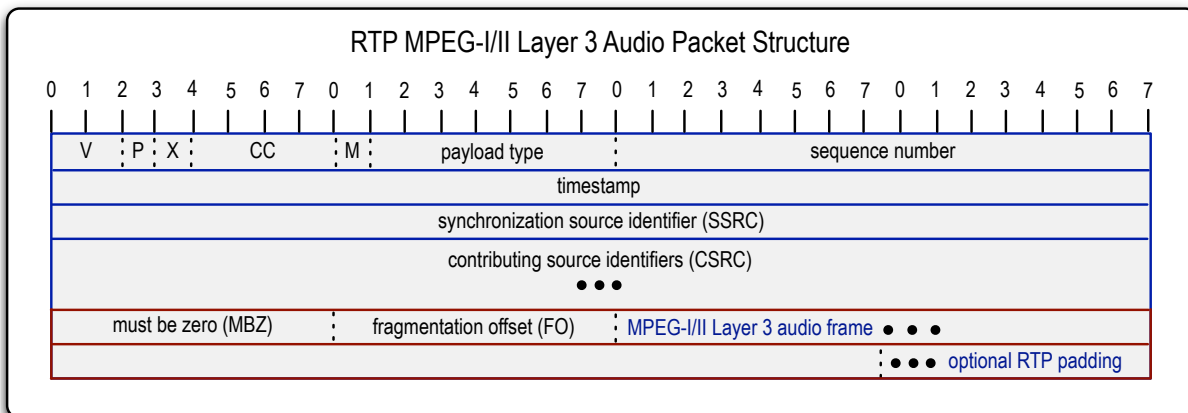 RTP MPEG-I/II Layer 3 Audio Packet Structure
0 1 2 3 4 5 6 7 0 1 2 3 4 5 6 7 0 1 2 3 4 5 6 7 0 0 1 2 3 4 5 6 7
V P X CC M payload type sequence number
timestamp
synchronization source identifier (SSRC)
contributing source identifiers (CSRC)
must be zero (MBZ) fragmentation offset (FO) MPEG-I/II Layer 3 audio frame
optional RTP padding